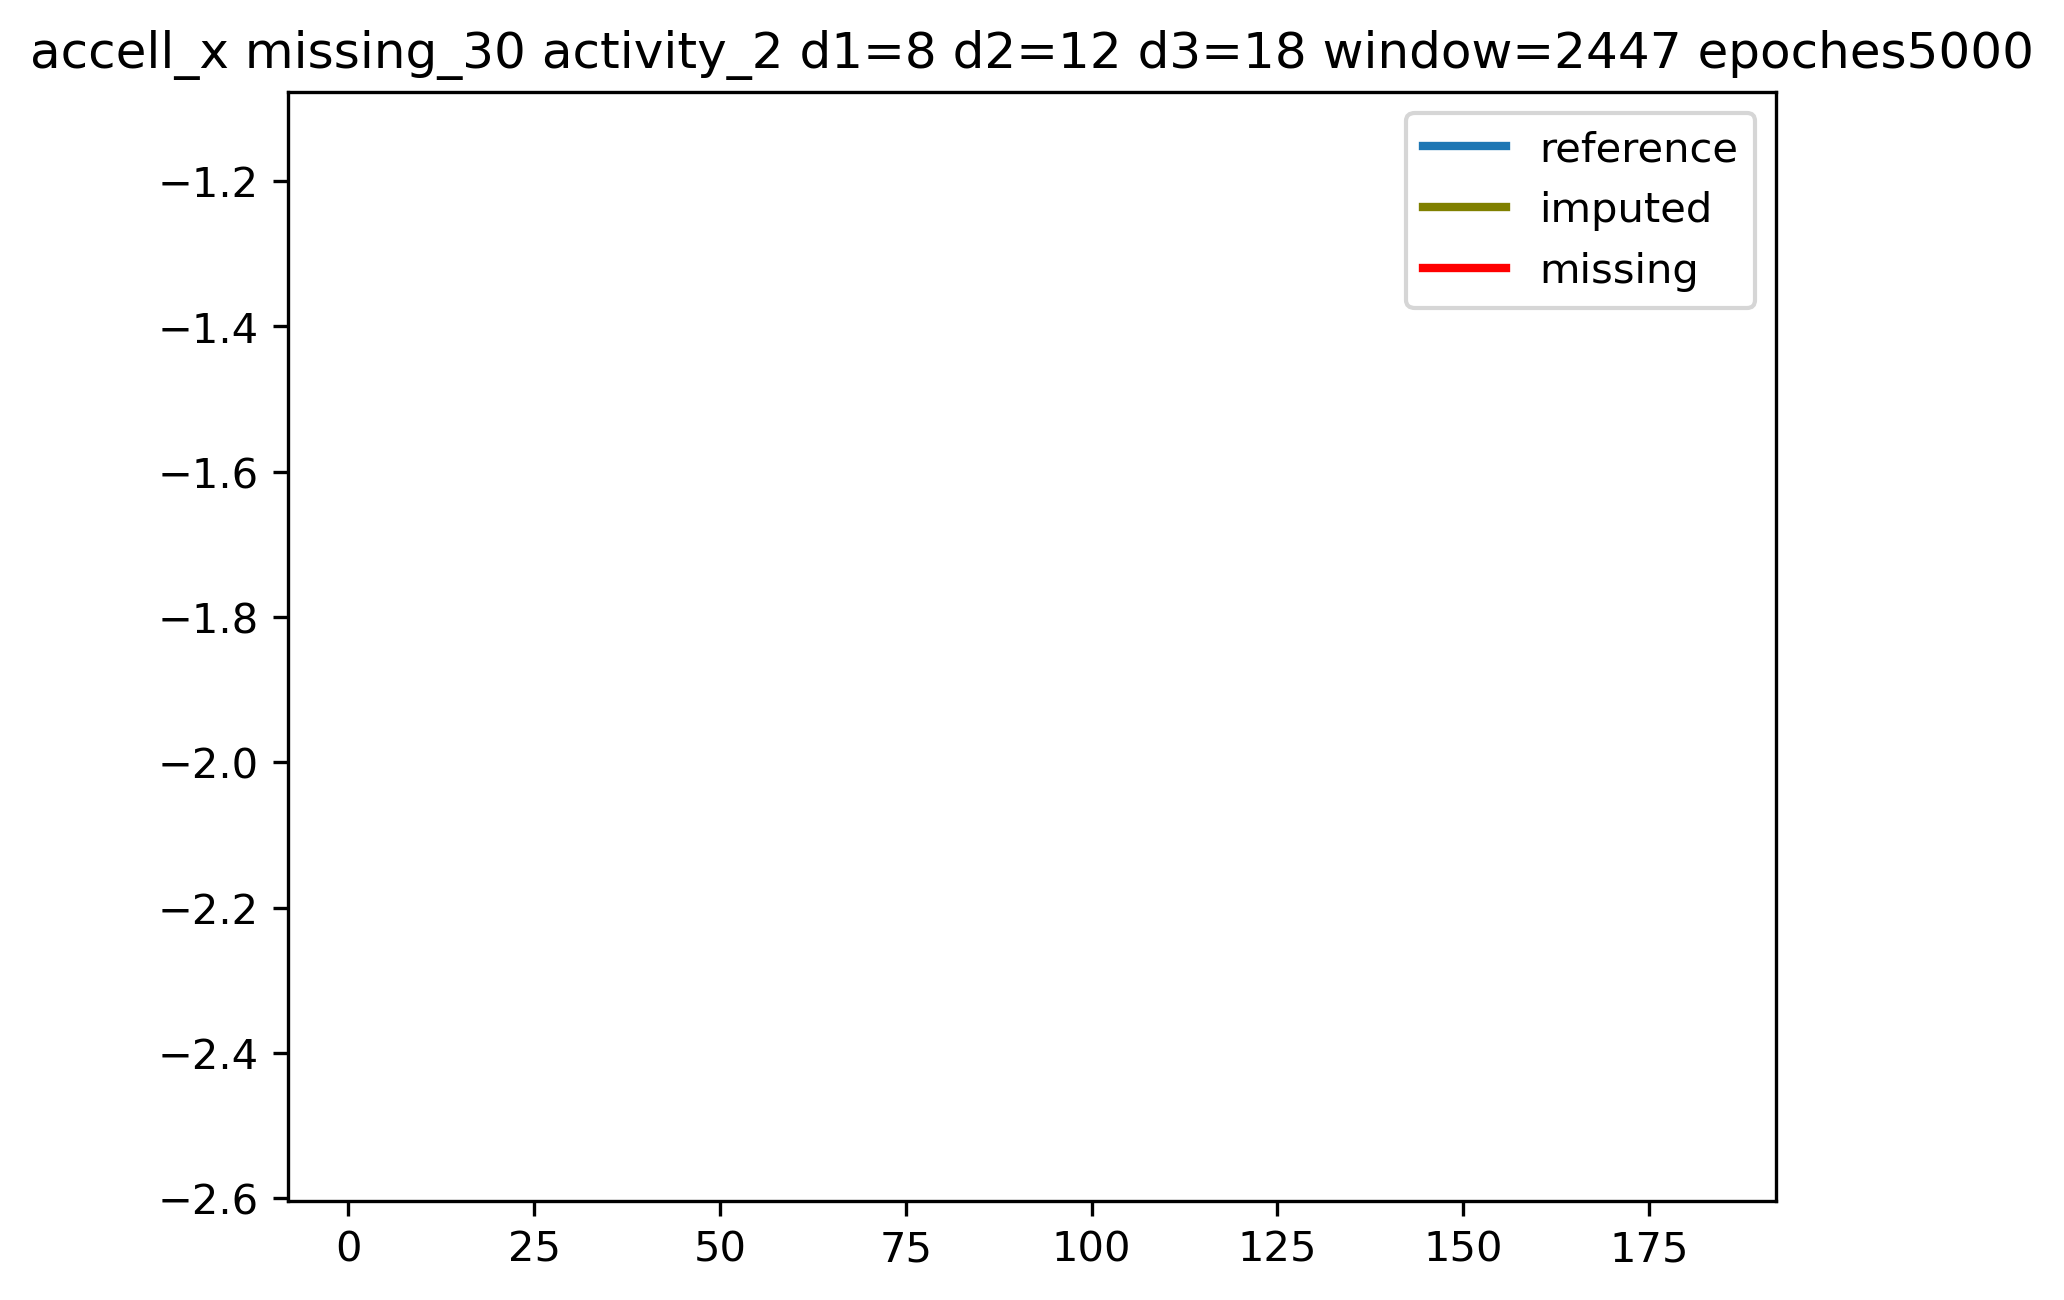 accell_x missing_30 activity_2 d1=8 d2=12 d3=18 window=2447 epoches5000
reference
imputed
missing
−1.2
−1.4
−1.6
−1.8
−2.0
−2.2
−2.4
−2.6
0 25 50 75 100 125 150 175